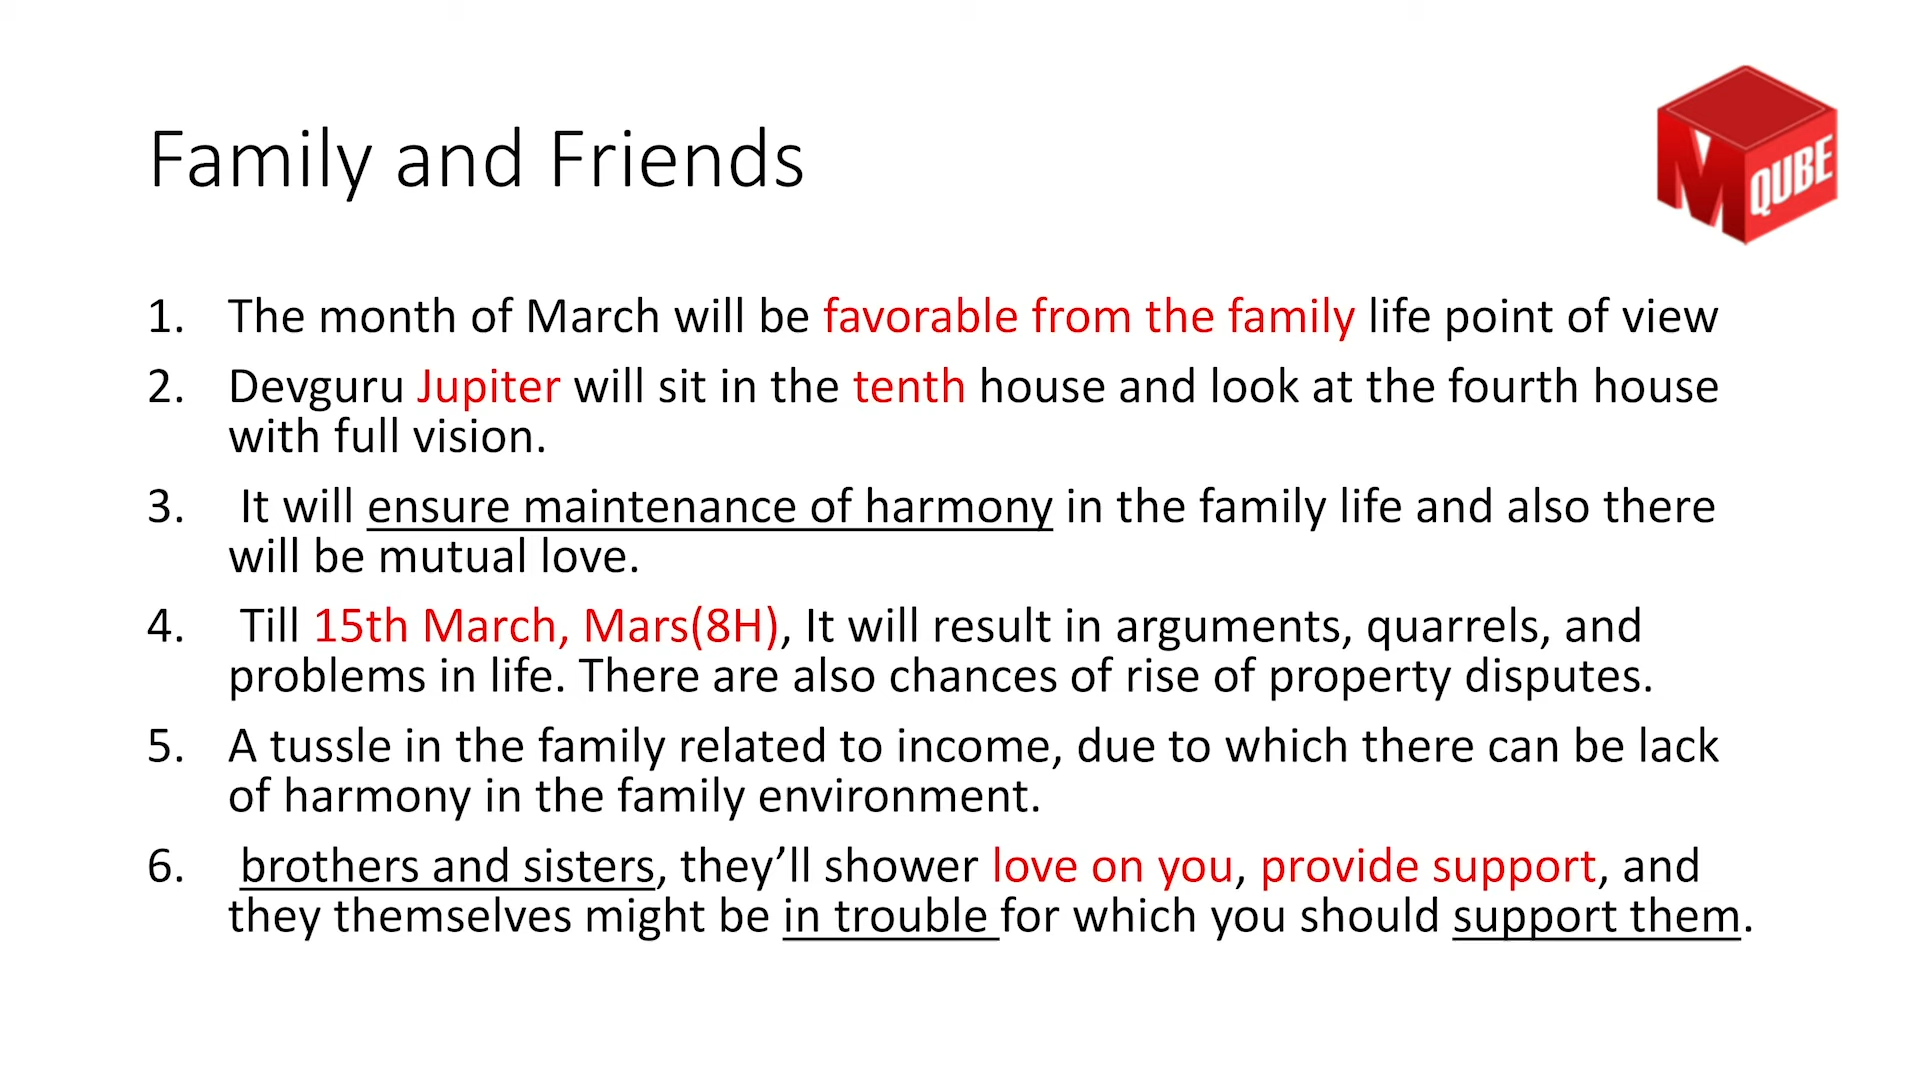 Family and Friends
M QUBE
1. The month of March will be favorable from the family life point of view
2. Devguru Jupiter will sit in the tenth house and look at the fourth house
with full vision.
3. It will ensure maintenance of harmony in the family life and also there
will be mutual love.
4. Till 15th March, Mars(8H), It will result in arguments, quarrels, and
problems in life. There are also chances of rise of property disputes.
5. A tussle in the family related to income, due to which there can be lack
of harmony in the family environment.
6. brothers and sisters, they’ll shower love on you, provide support, and
they themselves might be in trouble for which you should support them.